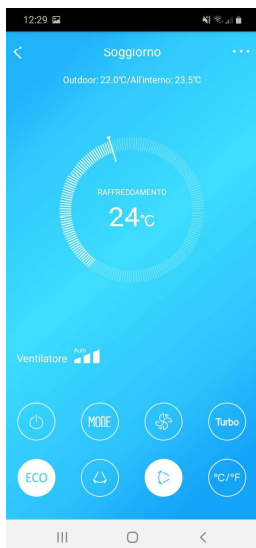 12:29
Soggiorno
Outdoor: 22.0℃/All'interno: 23.5℃
RAFFREDDAMENTO
24℃
Ventilatore Auto
MODE
Turbo
ECO
°C/°F